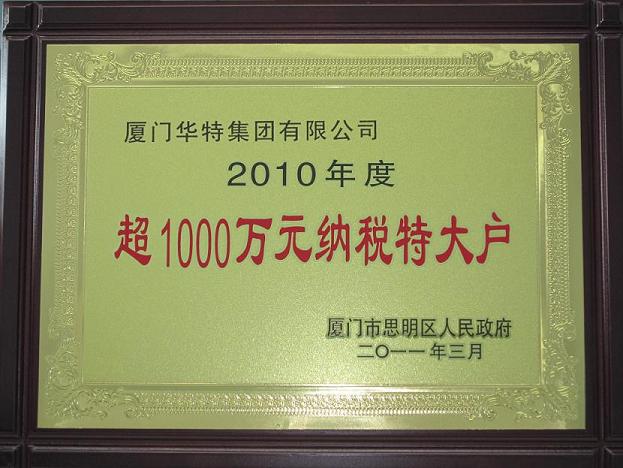 厦门华特集团有限公司
2010年度
超1000万元纳税特大户
厦门市思明区人民政府
二〇一一年三月